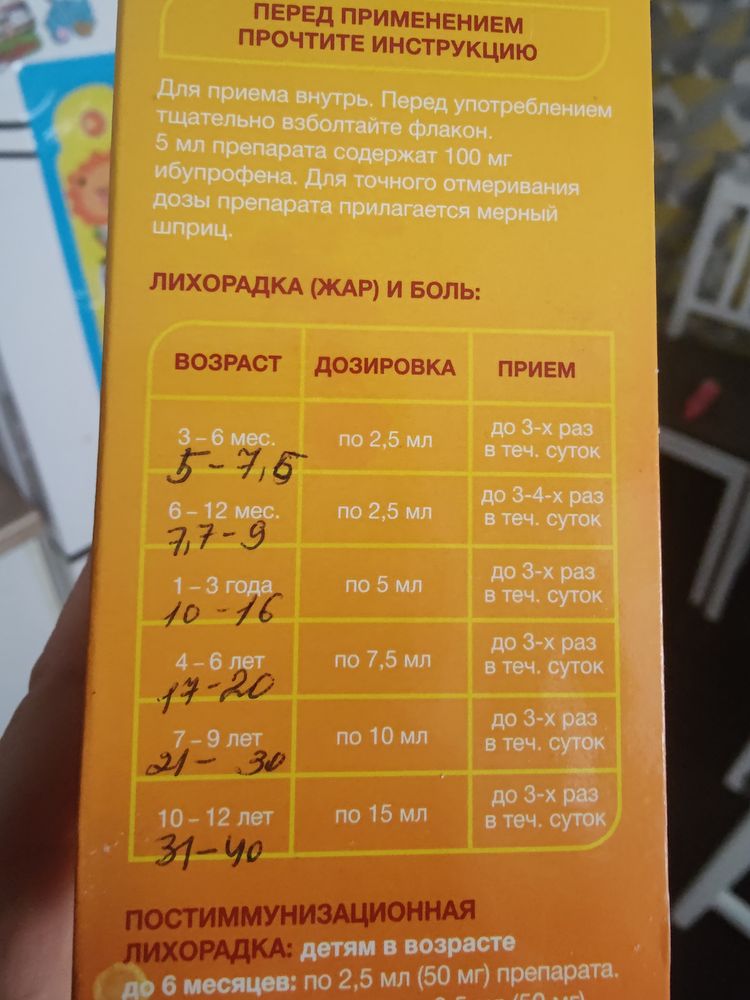 ПЕРЕД ПРИМЕНЕНИЕМ
ПРОЧТИТЕ ИНСТРУКЦИЮ
Для приема внутрь. Перед употреблением
тщательно взболтайте флакон.
5 мл препарата содержат 100 мг
ибупрофена. Для точного отмеривания
дозы препарата прилагается мерный
шприц.
ЛИХОРАДКА (ЖАР) И БОЛЬ:
ВОЗРАСТ ДОЗИРОВКА ПРИЕМ
3 – 6 мес. по 2,5 мл до 3-х раз
в теч. суток
5 - 7,6
6 – 12 мес. по 2,5 мл до 3-4-х раз
в теч. суток
7,7 - 9
1 – 3 года по 5 мл до 3-х раз
в теч. суток
10 - 16
4 – 6 лет по 7,5 мл до 3-х раз
в теч. суток
17 - 20
7 – 9 лет по 10 мл до 3-х раз
в теч. суток
21 - 30
10 – 12 лет по 15 мл до 3-х раз
в теч. суток
31 - 40
ПОСТИММУНИЗАЦИОННАЯ
ЛИХОРАДКА: детям в возрасте
до 6 месяцев: по 2,5 мл (50 мг) препарата.